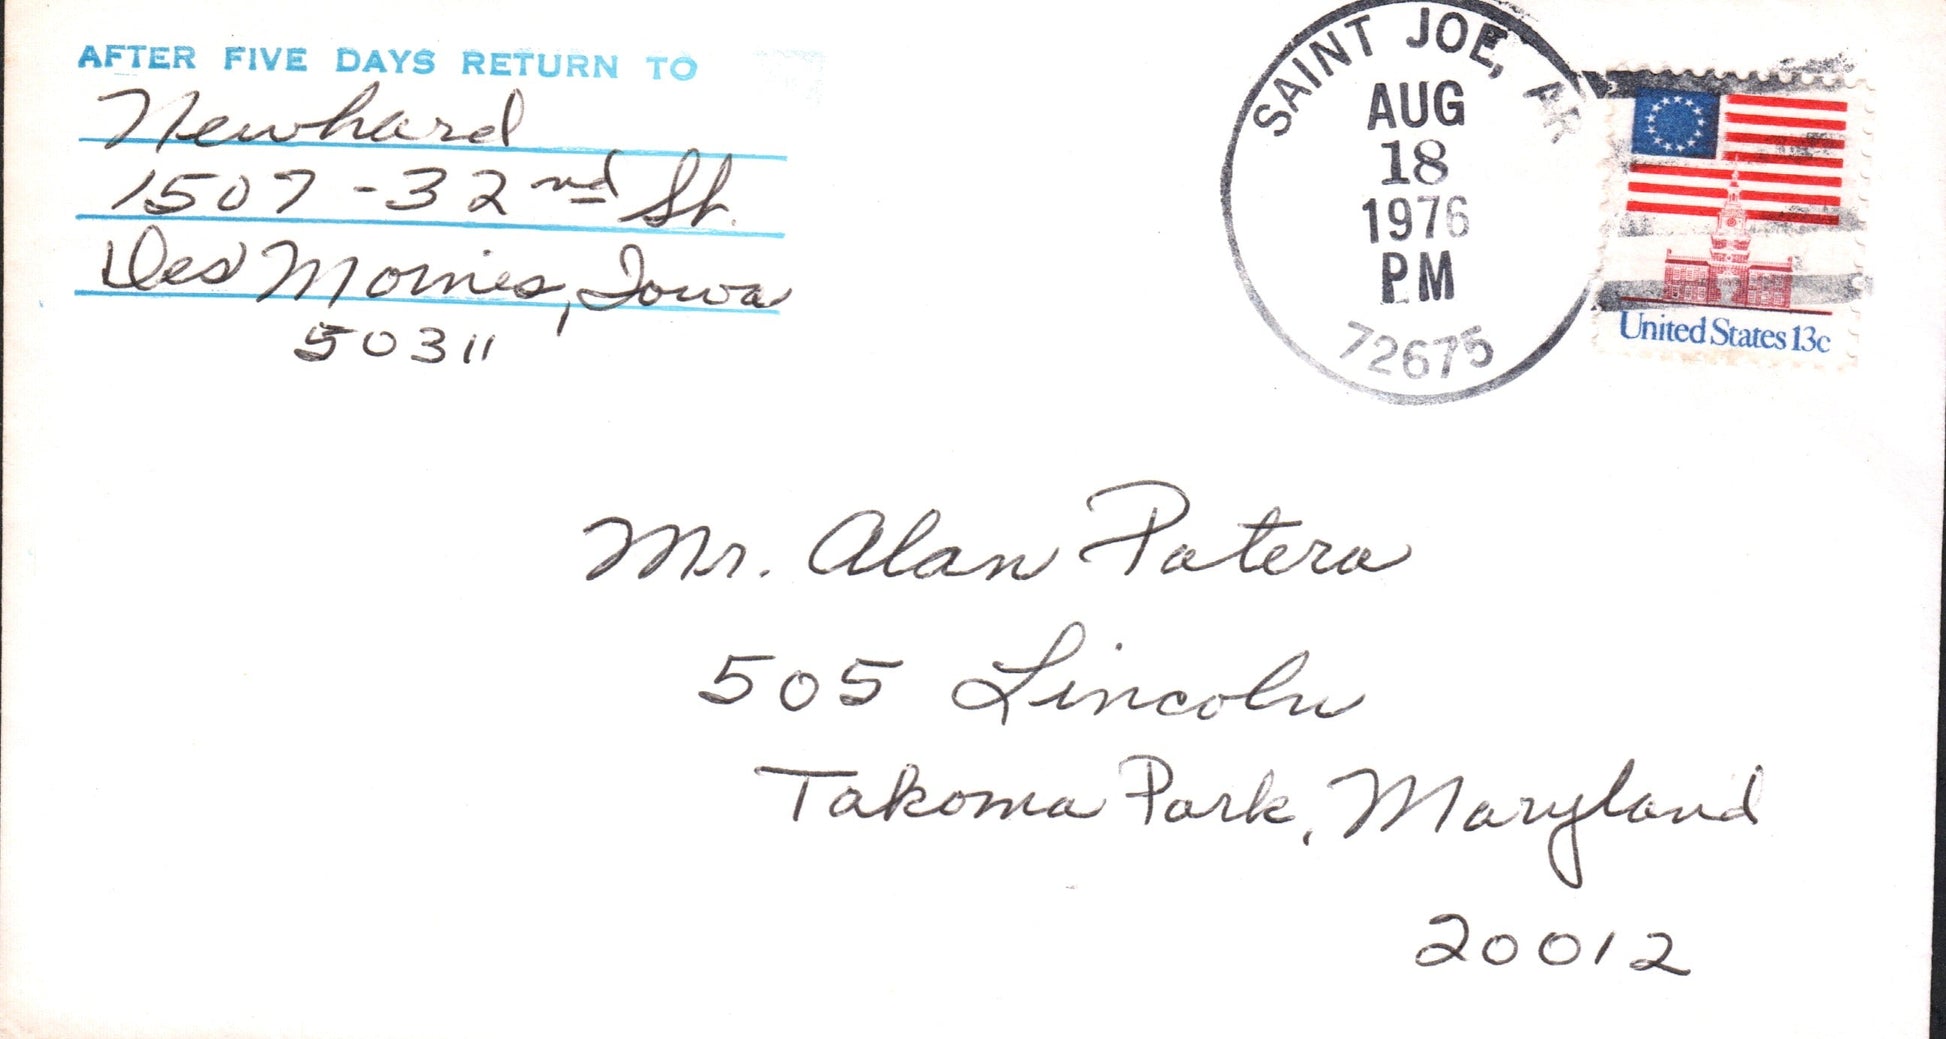 AFTER FIVE DAYS RETURN TO
Newhard
1507-32nd St.
Des Moines, Iowa
50311
SAINT JOE, AR
AUG
18
1976
PM
72675
United States 13c
Mr. Alan Patera
505 Lincoln
Takoma Park, Maryland
20012